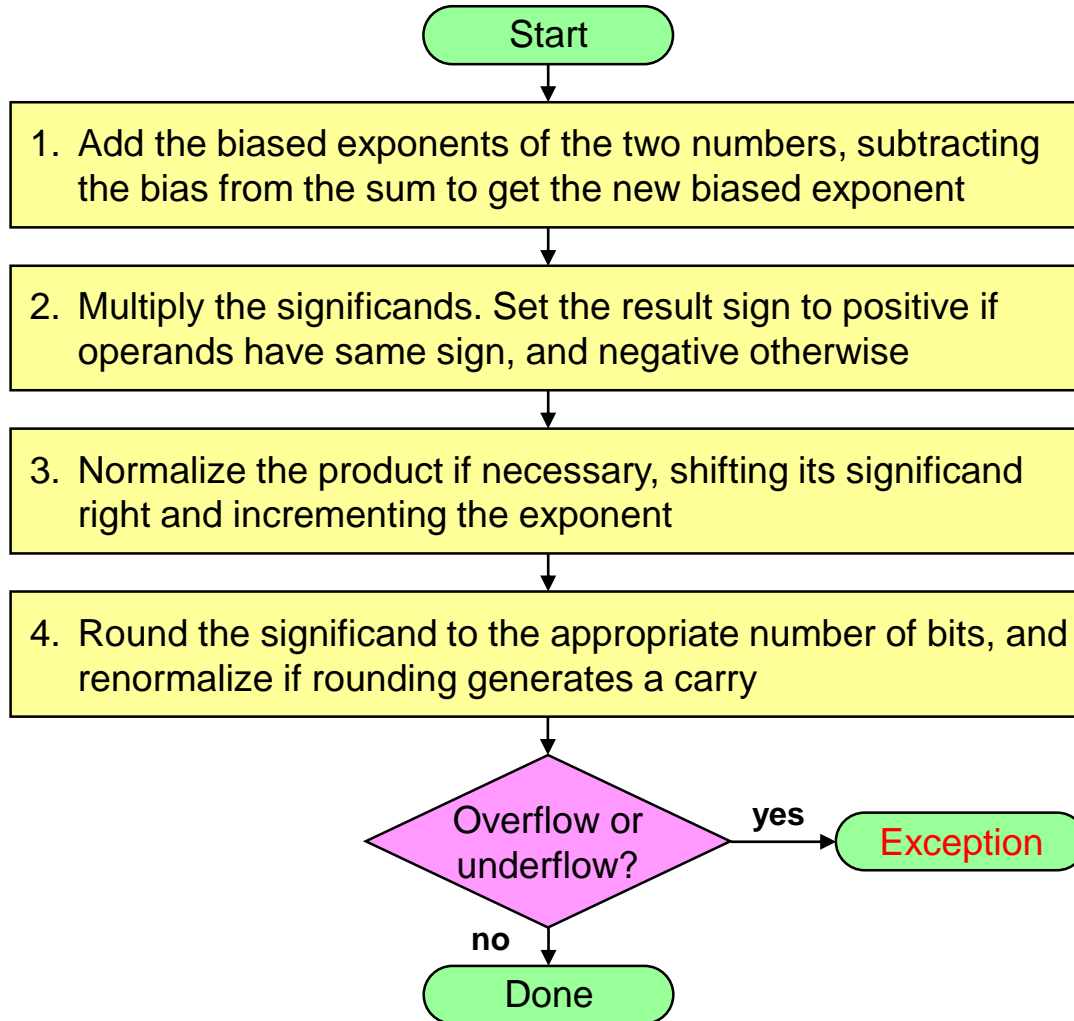 Start
1. Add the biased exponents of the two numbers, subtracting
the bias from the sum to get the new biased exponent
2. Multiply the significands. Set the result sign to positive if
operands have same sign, and negative otherwise
3. Normalize the product if necessary, shifting its significand
right and incrementing the exponent
4. Round the significand to the appropriate number of bits, and
renormalize if rounding generates a carry
Overflow or
underflow?
yes
Exception
no
Done